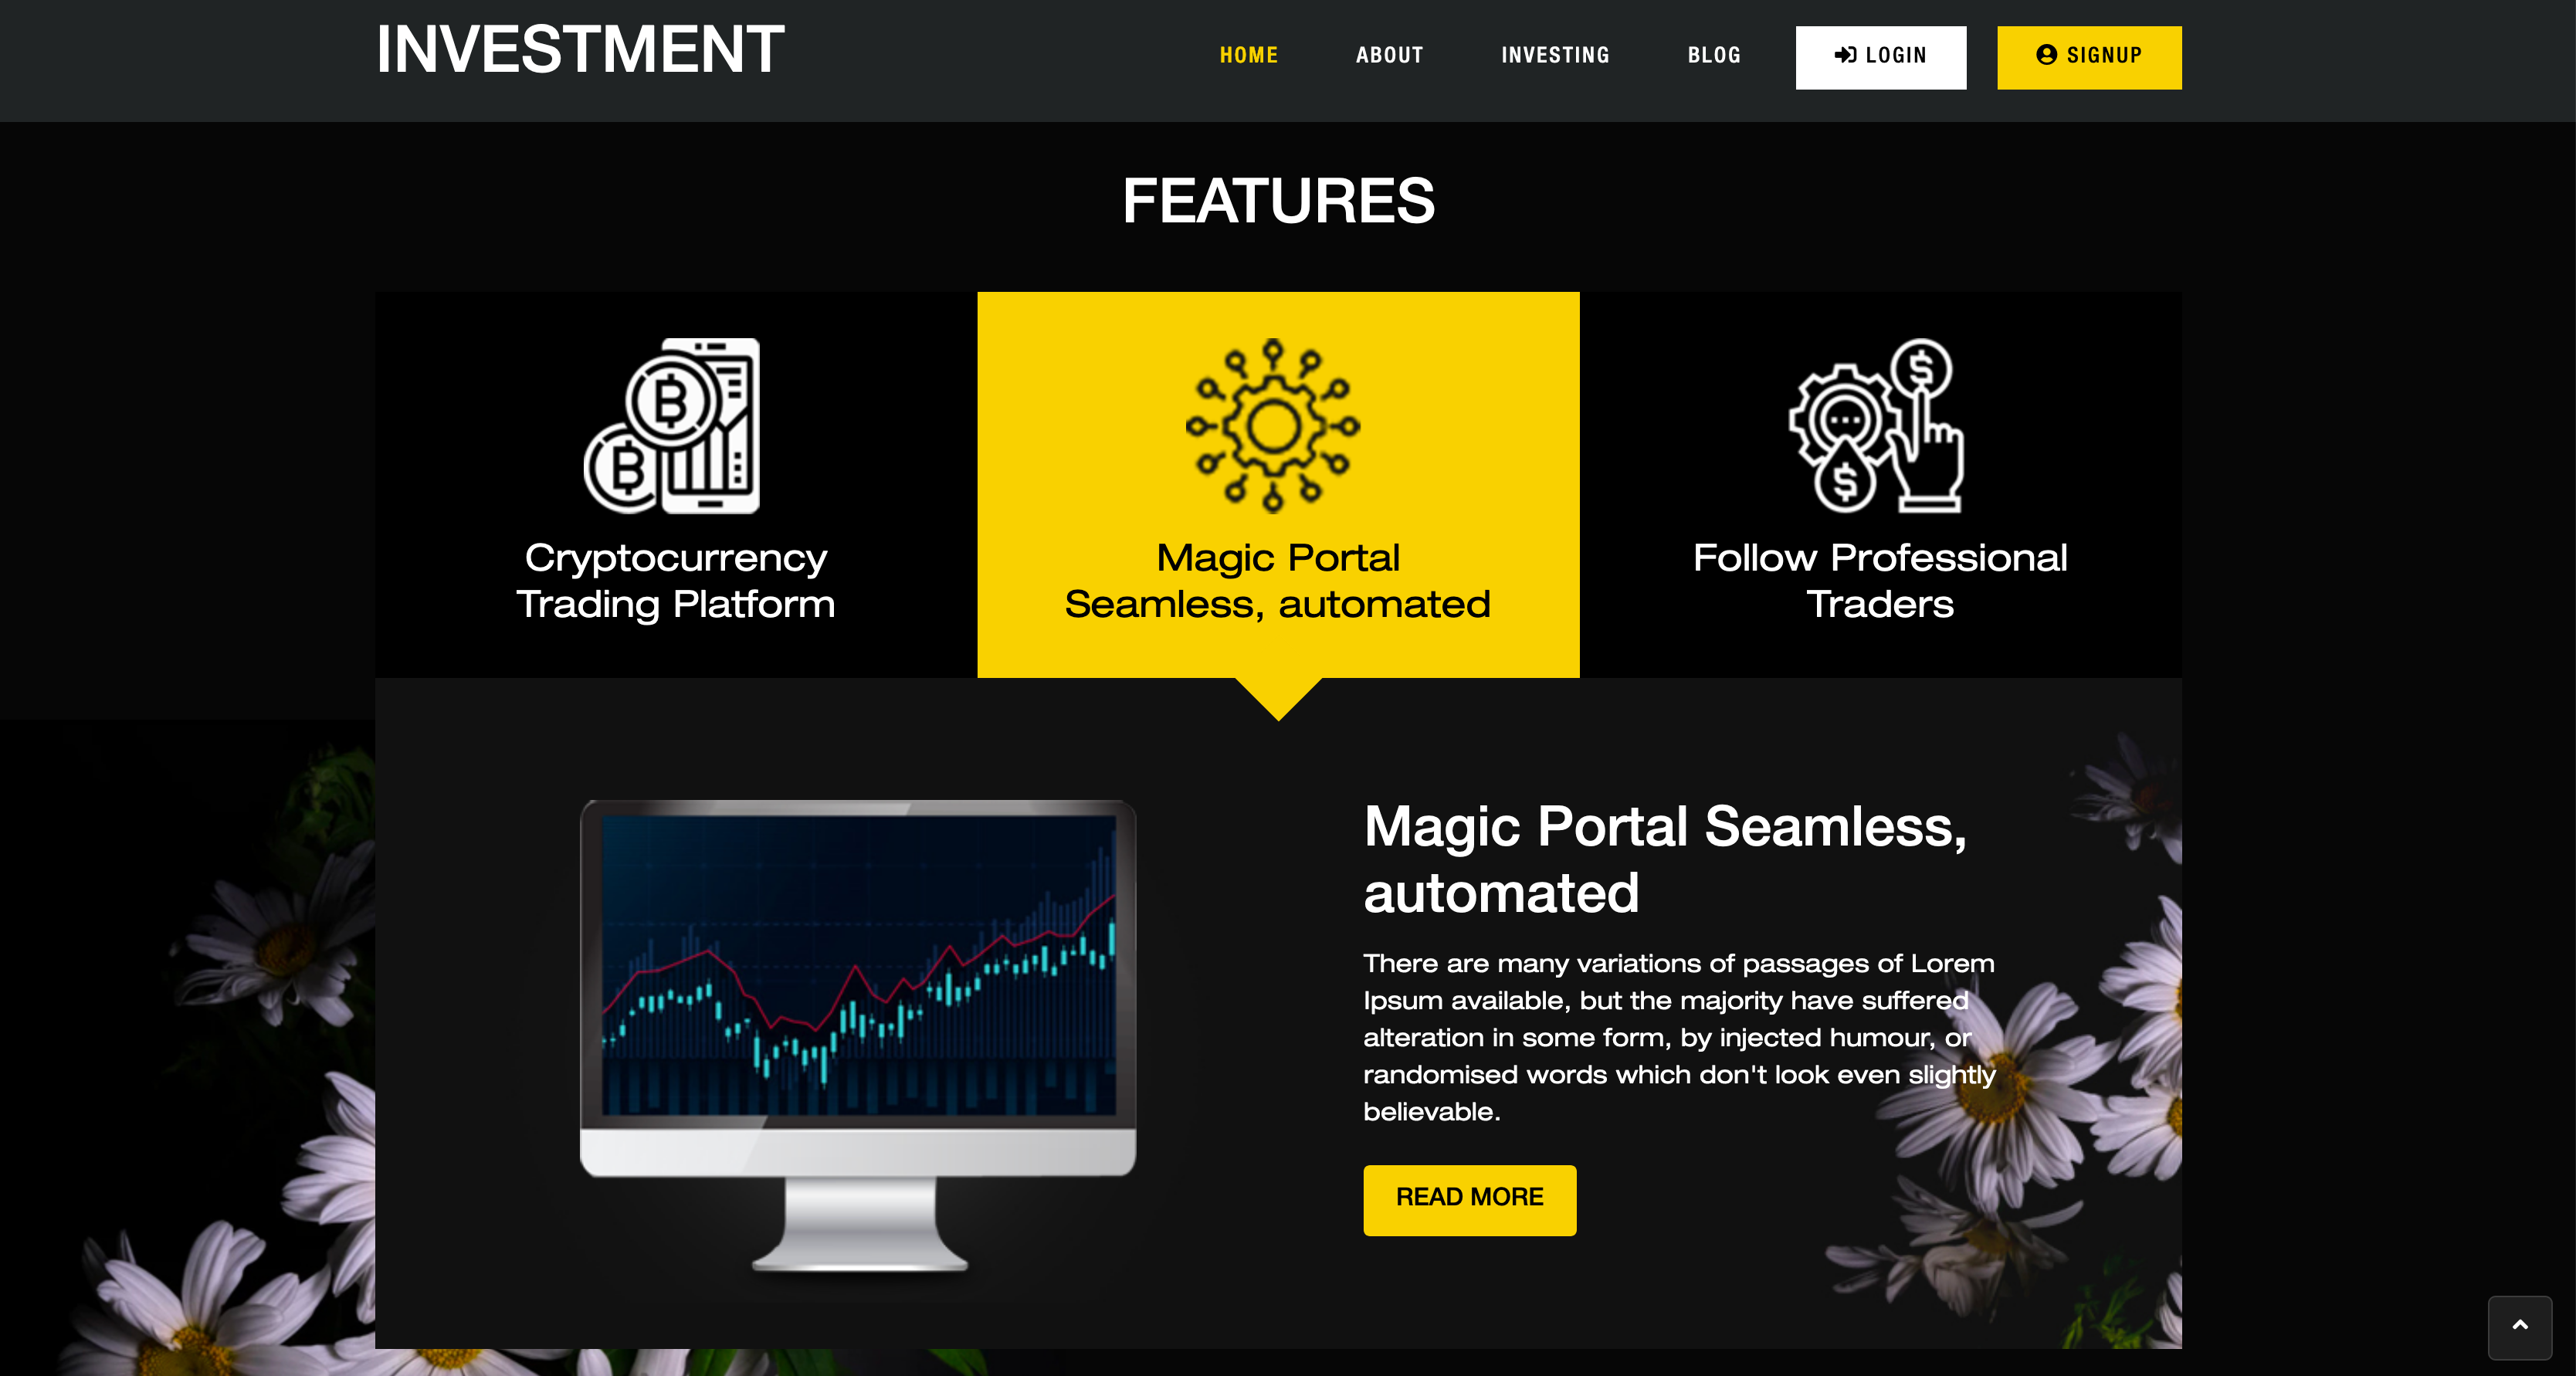 INVESTMENT
HOME
ABOUT
INVESTING
BLOG
LOGIN
SIGNUP
FEATURES
Cryptocurrency
Trading Platform
Magic Portal
Seamless, automated
Follow Professional
Traders
Magic Portal Seamless,
automated
There are many variations of passages of Lorem
Ipsum available, but the majority have suffered
alteration in some form, by injected humour, or
randomised words which don't look even slightly
believable.
READ MORE